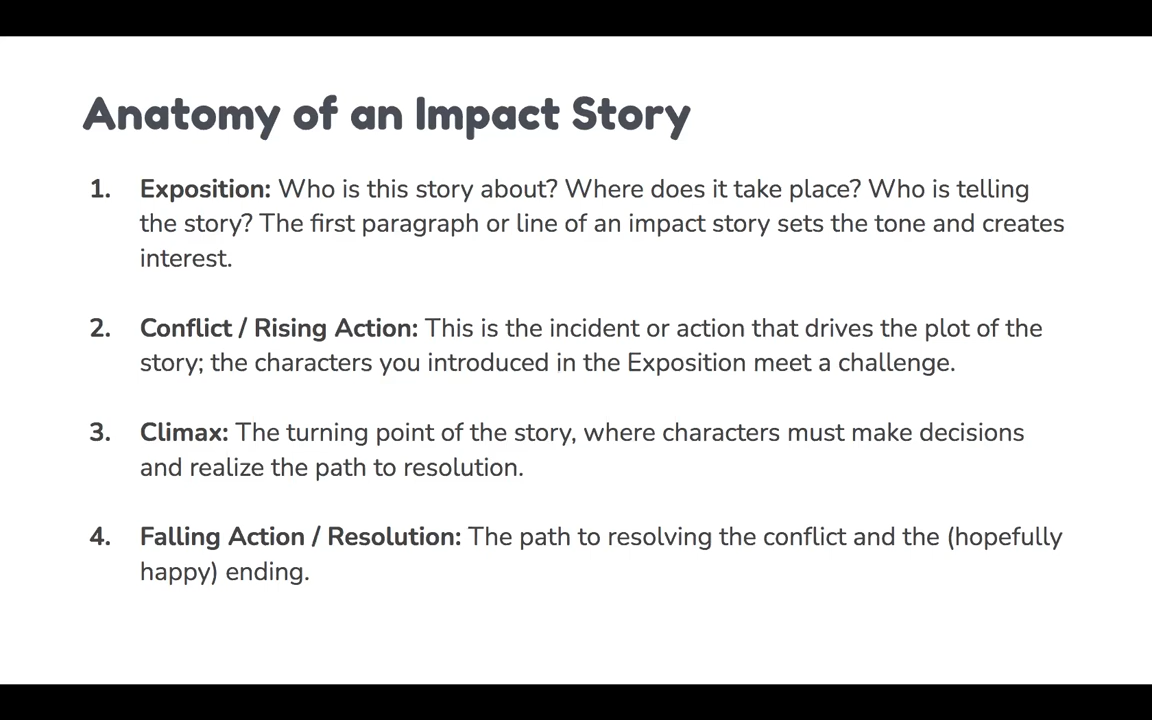 Anatomy of an Impact Story
1. Exposition: Who is this story about? Where does it take place? Who is telling
the story? The first paragraph or line of an impact story sets the tone and creates
interest.
2. Conflict / Rising Action: This is the incident or action that drives the plot of the
story; the characters you introduced in the Exposition meet a challenge.
3. Climax: The turning point of the story, where characters must make decisions
and realize the path to resolution.
4. Falling Action / Resolution: The path to resolving the conflict and the (hopefully
happy) ending.